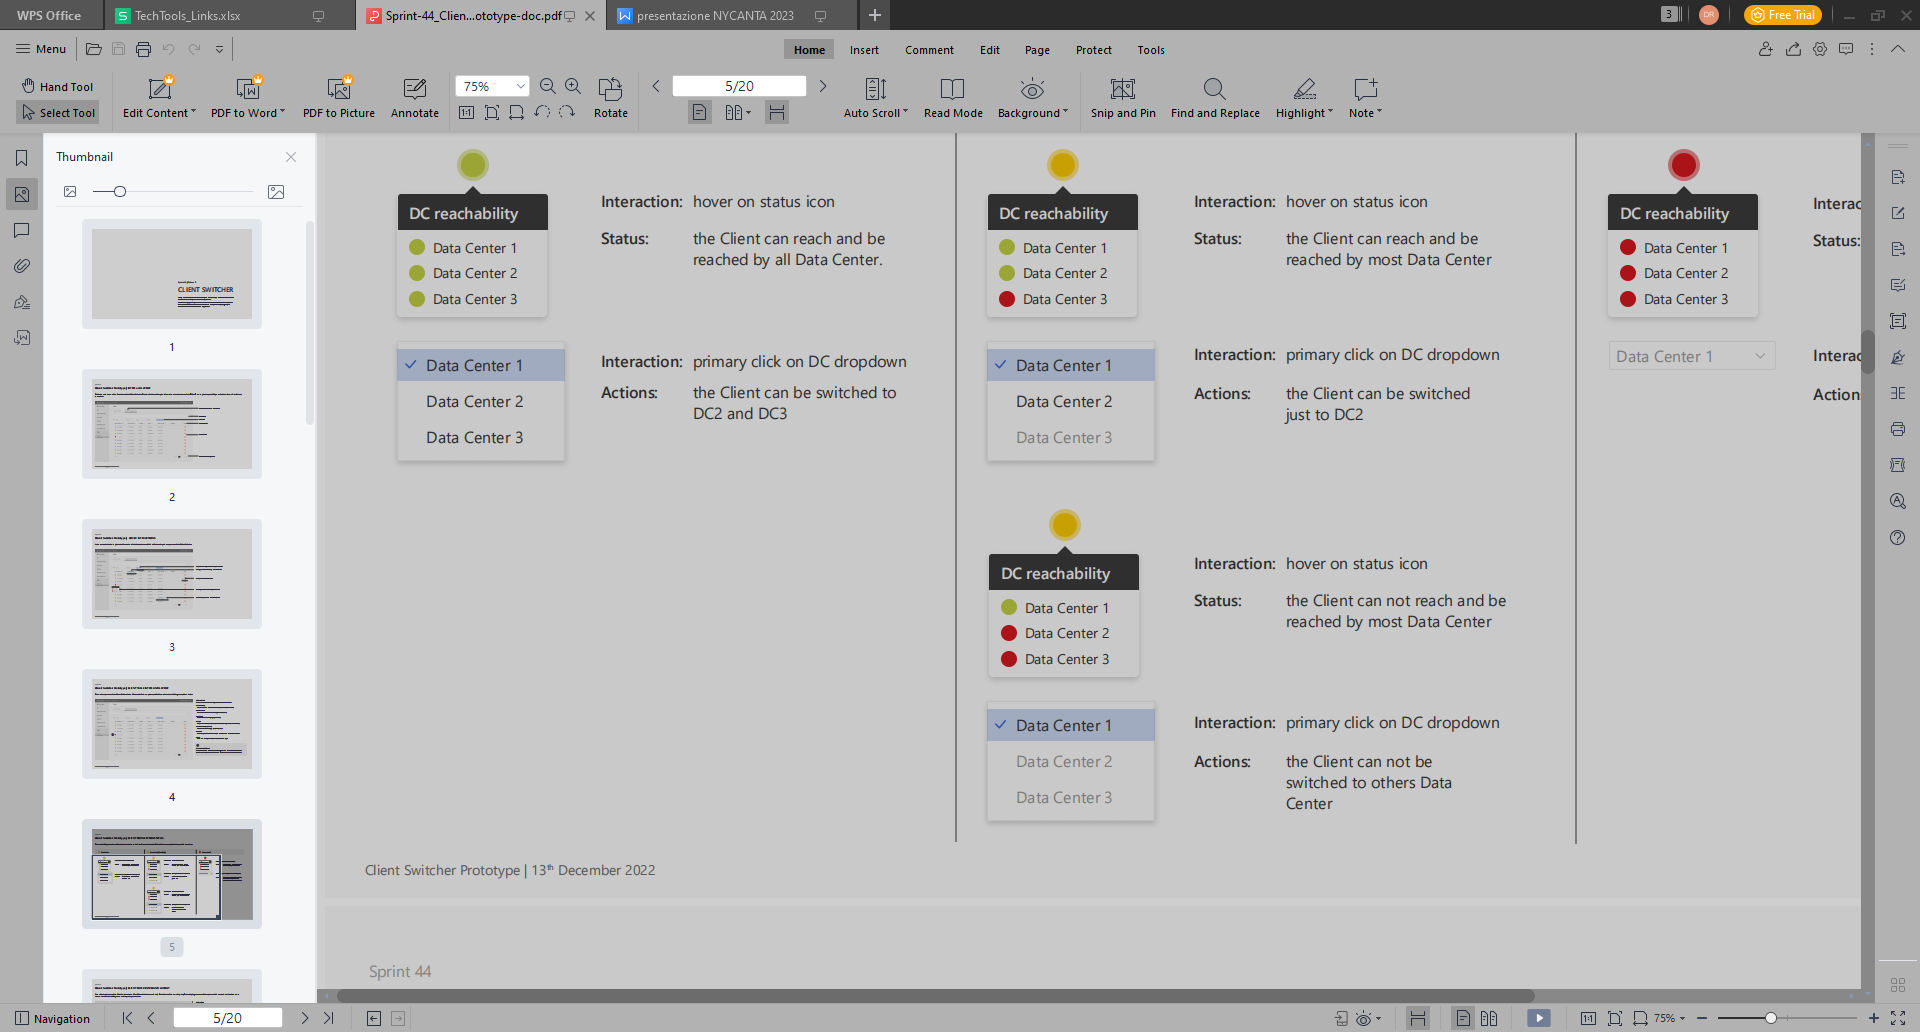 WPS Office
TechTools_Links.xlsx
Sprint-44_Clien...ototype-doc.pdf
presentazione NYCANTA 2023
3
DR
Free Trial
Menu
Home
Insert
Comment
Edit
Page
Protect
Tools
Hand Tool
Select Tool
Edit Content
PDF to Word
PDF to Picture
Annotate
75%
Rotate
5/20
Auto Scroll
Read Mode
Background
Snip and Pin
Find and Replace
Highlight
Note
Thumbnail
CLIENT SWITCHER
1
2
3
4
5
DC reachability
Data Center 1
Data Center 2
Data Center 3
Interaction: hover on status icon
Status: the Client can reach and be
reached by all Data Center.
Data Center 1
Data Center 2
Data Center 3
Interaction: primary click on DC dropdown
Actions: the Client can be switched to
DC2 and DC3
DC reachability
Data Center 1
Data Center 2
Data Center 3
Interaction: hover on status icon
Status: the Client can reach and be
reached by most Data Center
Data Center 1
Data Center 2
Data Center 3
Interaction: primary click on DC dropdown
Actions: the Client can be switched
just to DC2
DC reachability
Data Center 1
Data Center 2
Data Center 3
Interaction: hover on status icon
Status: the Client can not reach and be
reached by most Data Center
Data Center 1
Data Center 2
Data Center 3
Interaction: primary click on DC dropdown
Actions: the Client can not be
switched to others Data
Center
DC reachability
Data Center 1
Data Center 2
Data Center 3
Interac
Status:
Data Center 1
Interac
Action
Client Switcher Prototype | 13th December 2022
Sprint 44
Navigation
5/20
75%